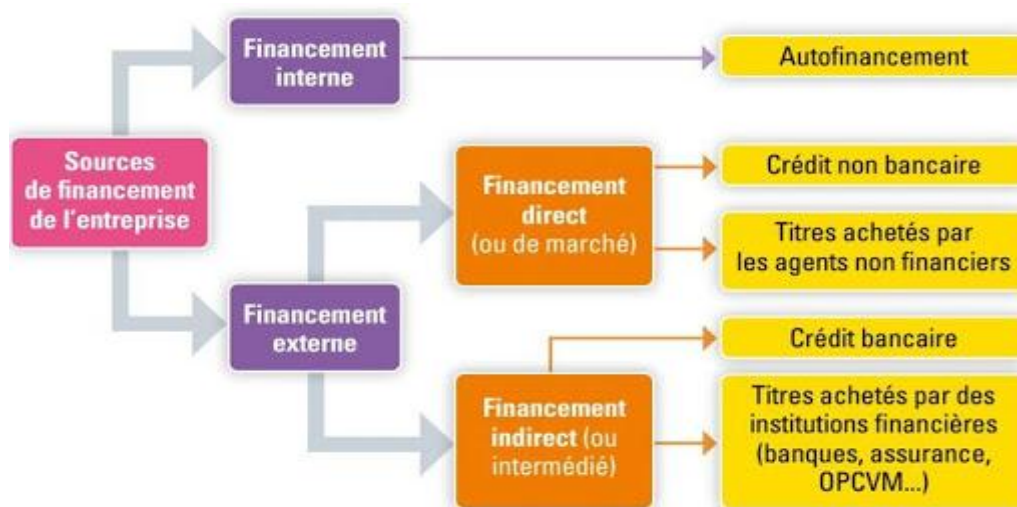 Financement
interne
Autofinancement
Sources
de financement
de l'entreprise
Financement
direct
(ou de marché)
Crédit non bancaire
Titres achetés par
les agents non financiers
Financement
externe
Crédit bancaire
Financement
indirect (ou
intermédié)
Titres achetés par des
institutions financières
(banques, assurance,
OPCVM...)